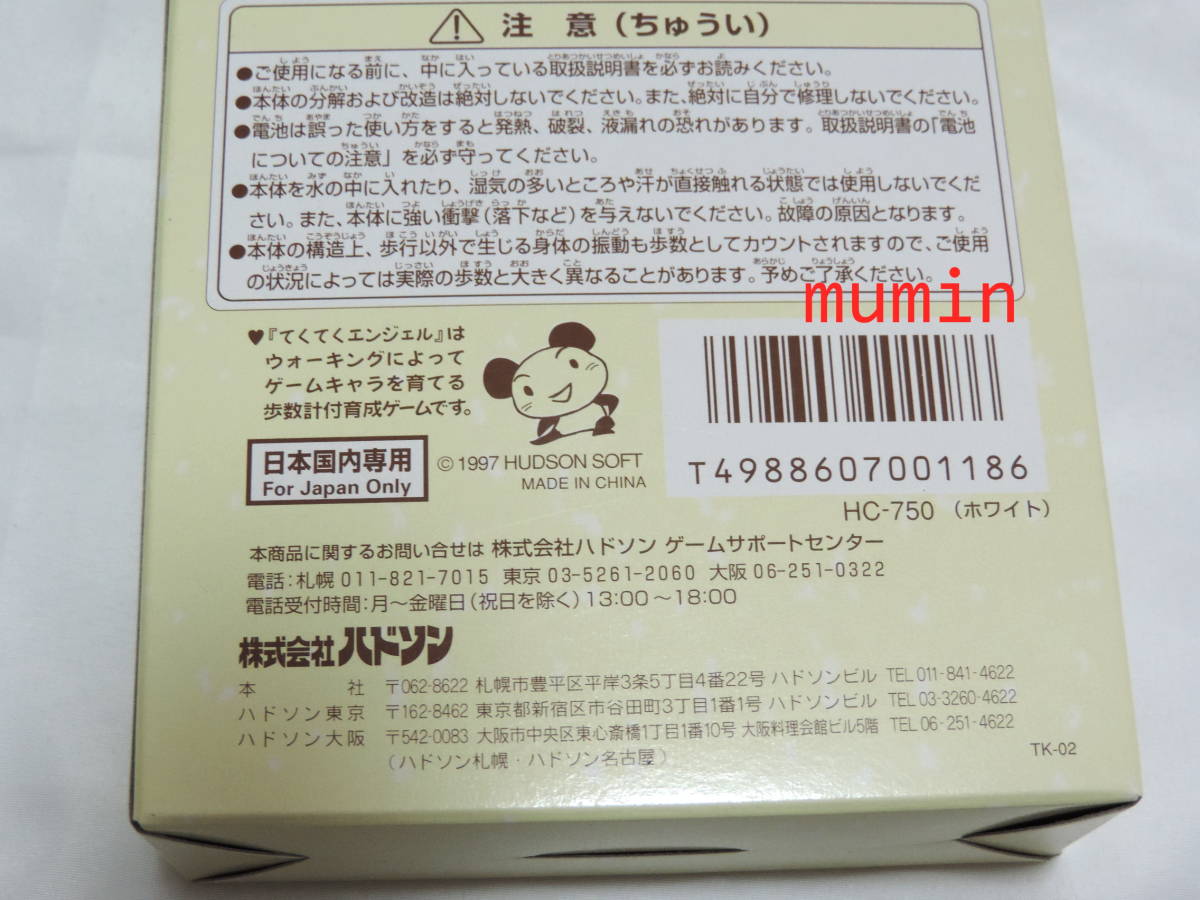 注意(ちゅうい)
●ご使用になる前に、中に入っている取扱説明書を必ずお読みください。
●本体の分解および改造は絶対しないでください。また、絶対に自分で修理しないでください。
●電池は誤った使い方をすると発熱、破裂、液漏れの恐れがあります。取扱説明書の「電池
についての注意」を必ず守ってください。
●本体を水の中に入れたり、湿気の多いところや汗が直接触れる状態では使用しないでくだ
さい。また、本体に強い衝撃(落下など)を与えないでください。故障の原因となります。
●本体の構造上、歩行以外で生じる身体の振動も歩数としてカウントされますので、ご使用
の状況によっては実際の歩数と大きく異なることがあります。予めご了承ください。
mumin
♥『てくてくエンジェル』は
ウォーキングによって
ゲームキャラを育てる
歩数計付育成ゲームです。
日本国内専用
For Japan Only
© 1997 HUDSON SOFT
MADE IN CHINA
T4988607001186
HC-750 (ホワイト)
本商品に関するお問い合せは 株式会社ハドソン ゲームサポートセンター
電話:札幌 011-821-7015 東京 03-5261-2060 大阪 06-251-0322
電話受付時間:月~金曜日(祝日を除く)13:00~18:00
株式会社ハドソン
本社 〒062-8622 札幌市豊平区平岸3条5丁目4番22号 ハドソンビル TEL 011-841-4622
ハドソン東京 〒162-8462 東京都新宿区市谷田町3丁目1番1号 ハドソンビル TEL 03-3260-4622
ハドソン大阪 〒542-0083 大阪市中央区東心斎橋1丁目1番10号 大阪料理会館ビル5階 TEL 06-251-4622
(ハドソン札幌・ハドソン名古屋)
TK-02